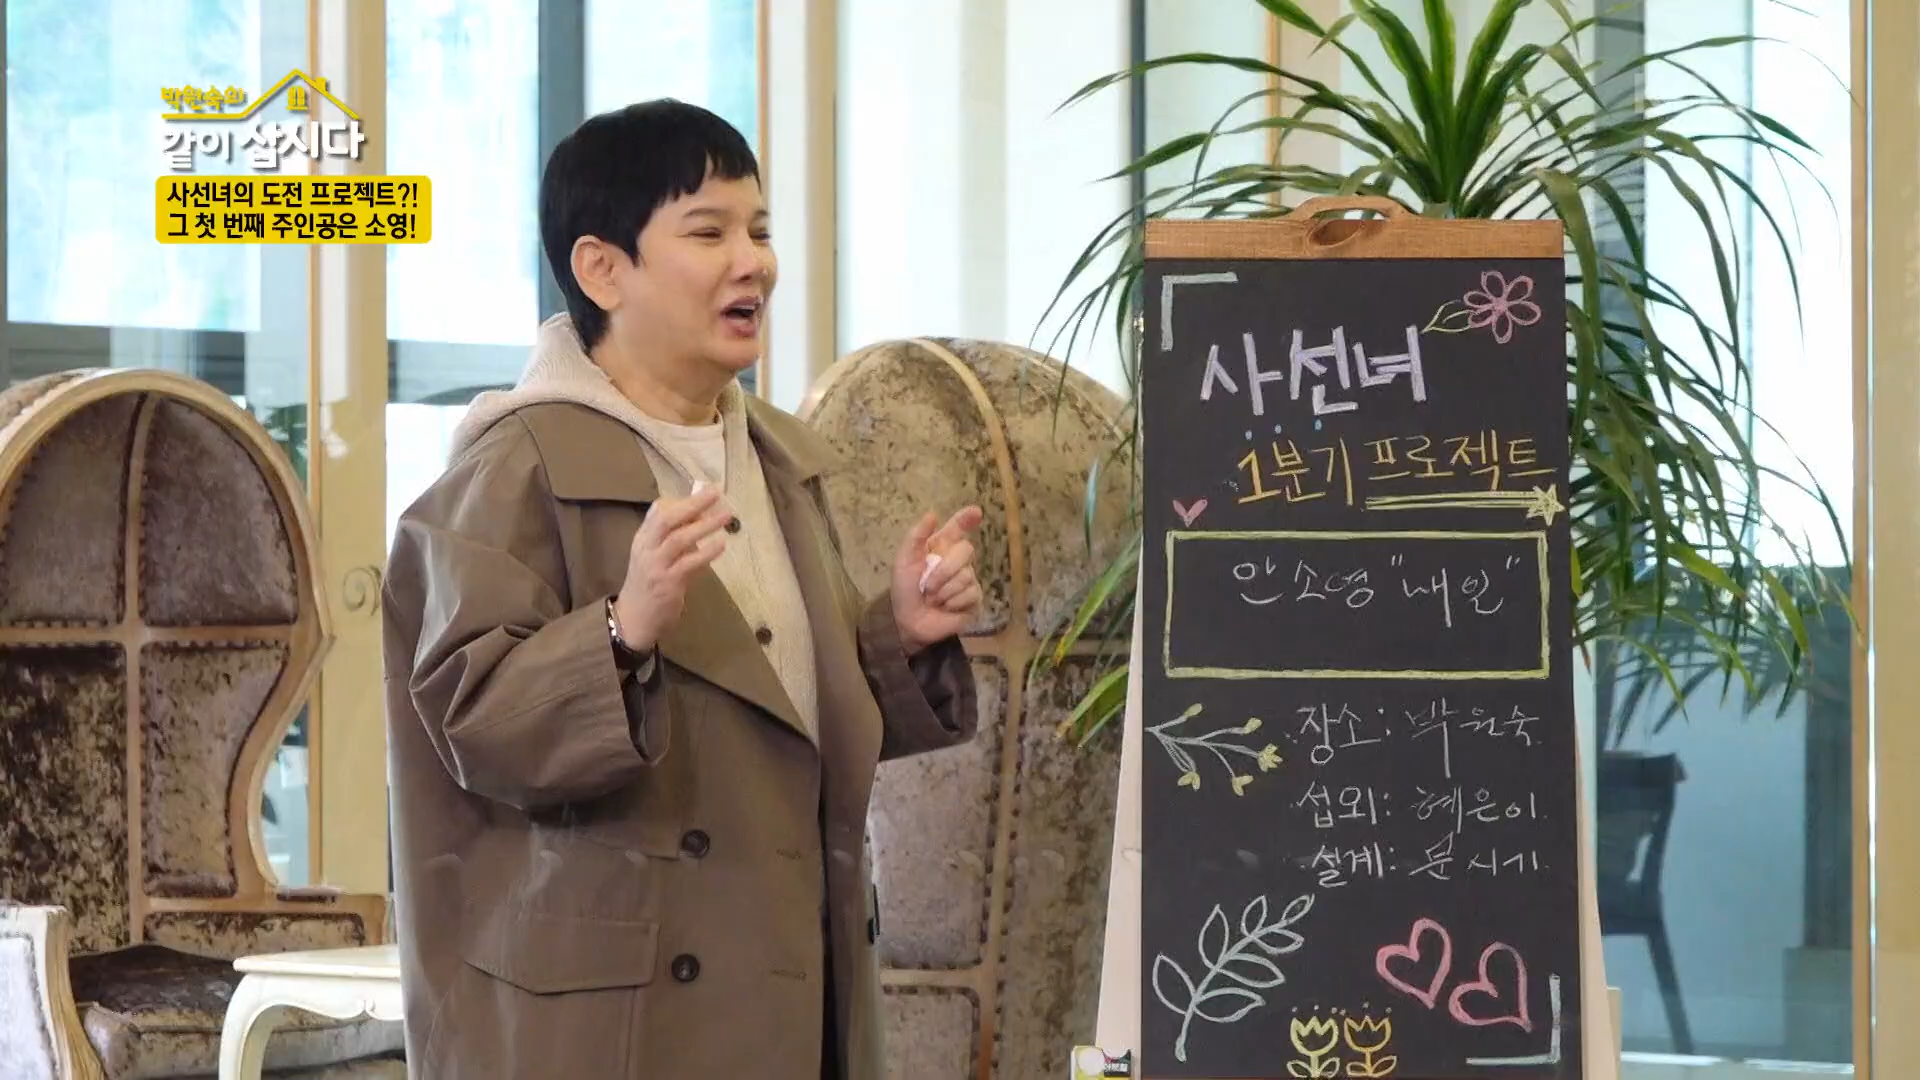 박원숙의
같이 삽시다
사선녀의 도전 프로젝트?!
그 첫 번째 주인공은 소영!
사선녀
1분기 프로젝트
안소영 "내일"
장소: 박원숙
섭외: 혜은이
설계: 문시기